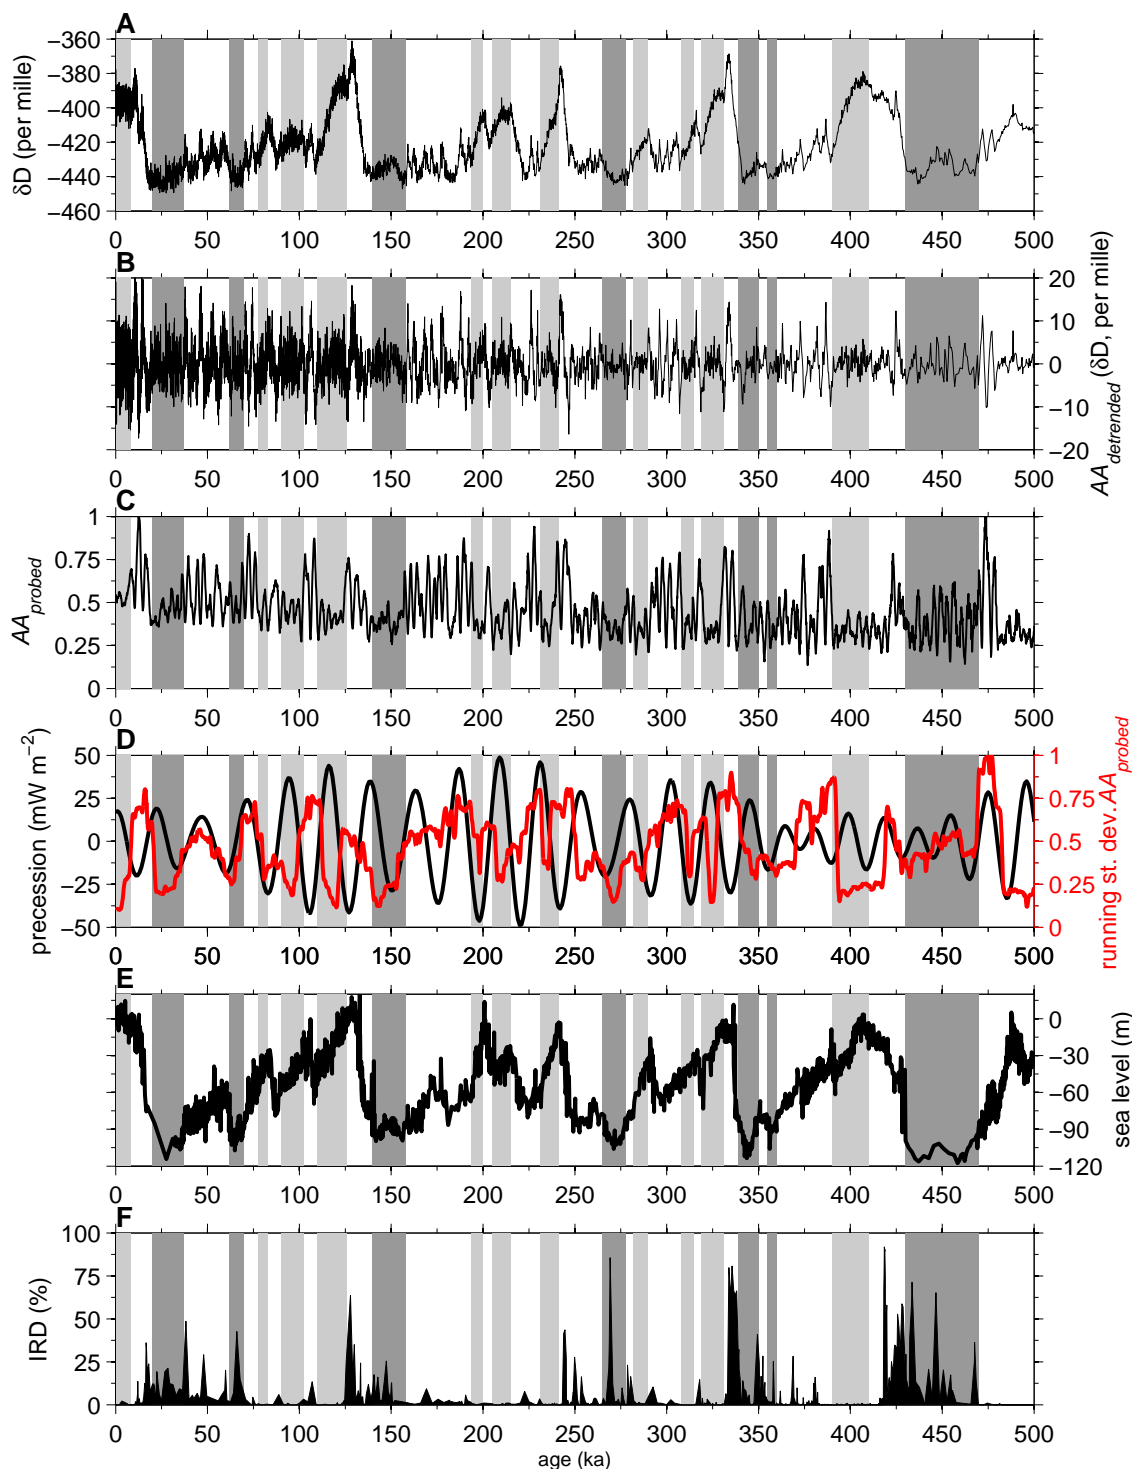 A
δD (per mille)
−360
−380
−400
−420
−440
−460
0 50 100 150 200 250 300 350 400 450 500
B
20
10
0
−10
−20
AAdetrended (δD, per mille)
0 50 100 150 200 250 300 350 400 450 500
C
AAprobed
1
0.75
0.5
0.25
0
0 50 100 150 200 250 300 350 400 450 500
D
precession (mW m−2)
50
25
0
−25
−50
1
0.75
0.5
0.25
0
running st. dev. AAprobed
0 50 100 150 200 250 300 350 400 450 500
E
0
−30
−60
−90
−120
sea level (m)
0 50 100 150 200 250 300 350 400 450 500
F
IRD (%)
100
75
50
25
0
0 50 100 150 200 250 300 350 400 450 500
age (ka)